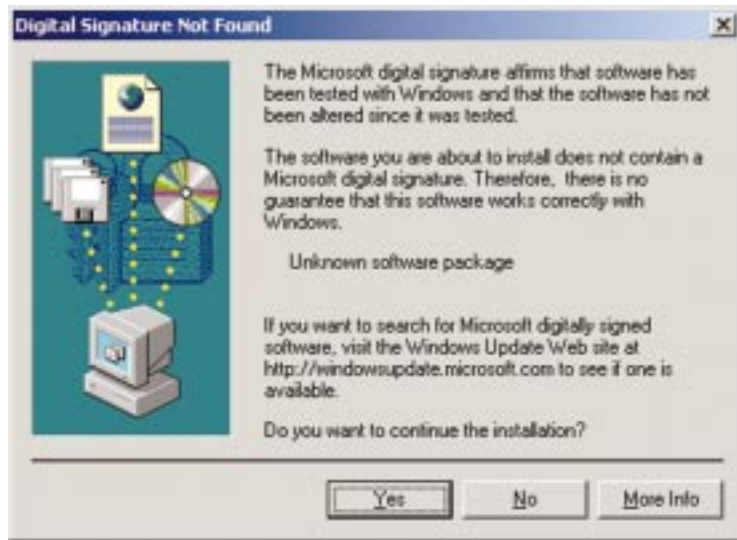 Digital Signature Not Found
The Microsoft digital signature affirms that software has
been tested with Windows and that the software has not
been altered since it was tested.
The software you are about to install does not contain a
Microsoft digital signature. Therefore, there is no
guarantee that this software works correctly with
Windows.
Unknown software package
If you want to search for Microsoft digitally signed
software, visit the Windows Update Web site at
http://windowsupdate.microsoft.com to see if one is
available.
Do you want to continue the installation?
Yes No More Info